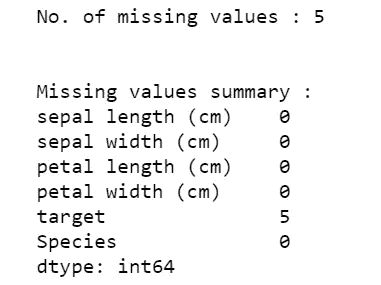 No. of missing values : 5
Missing values summary :
sepal length (cm)    0
sepal width (cm)     0
petal length (cm)    0
petal width (cm)     0
target               5
Species              0
dtype: int64